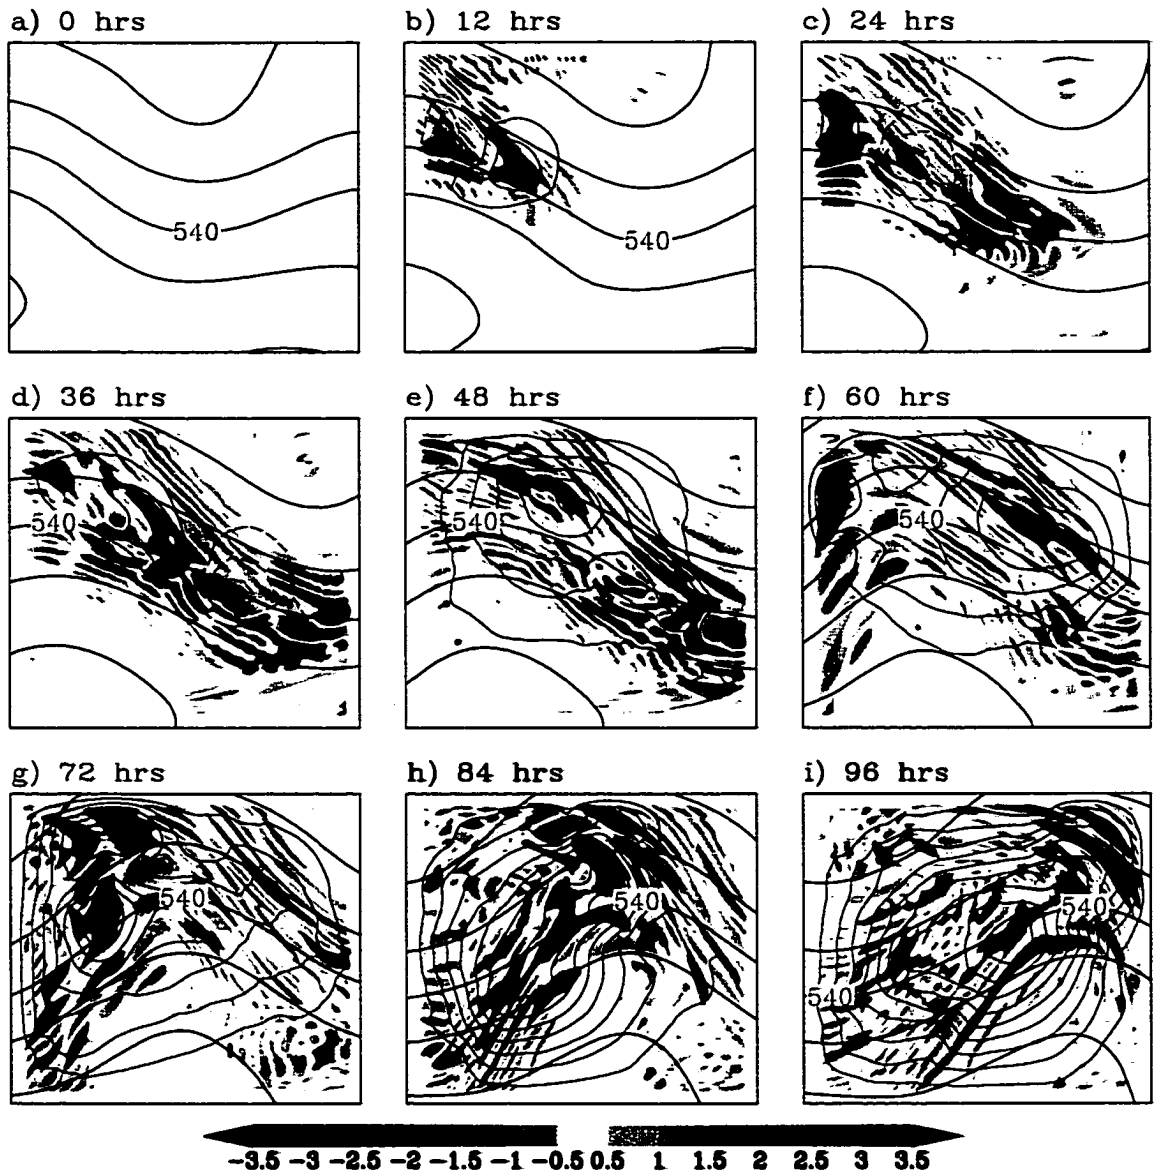 a) 0 hrs b) 12 hrs c) 24 hrs
540 540
d) 36 hrs e) 48 hrs f) 60 hrs
540 540 540
g) 72 hrs h) 84 hrs i) 96 hrs
540 540 540
540
-3.5 -3 -2.5 -2 -1.5 -1 -0.5 0.5 1 1.5 2 2.5 3 3.5